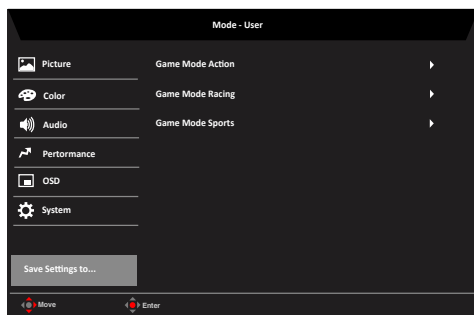 Mode - User
Picture
Game Mode Action
Color
Game Mode Racing
Audio
Game Mode Sports
Pertormance
OSD
System
Save Settings to...
Move
Enter